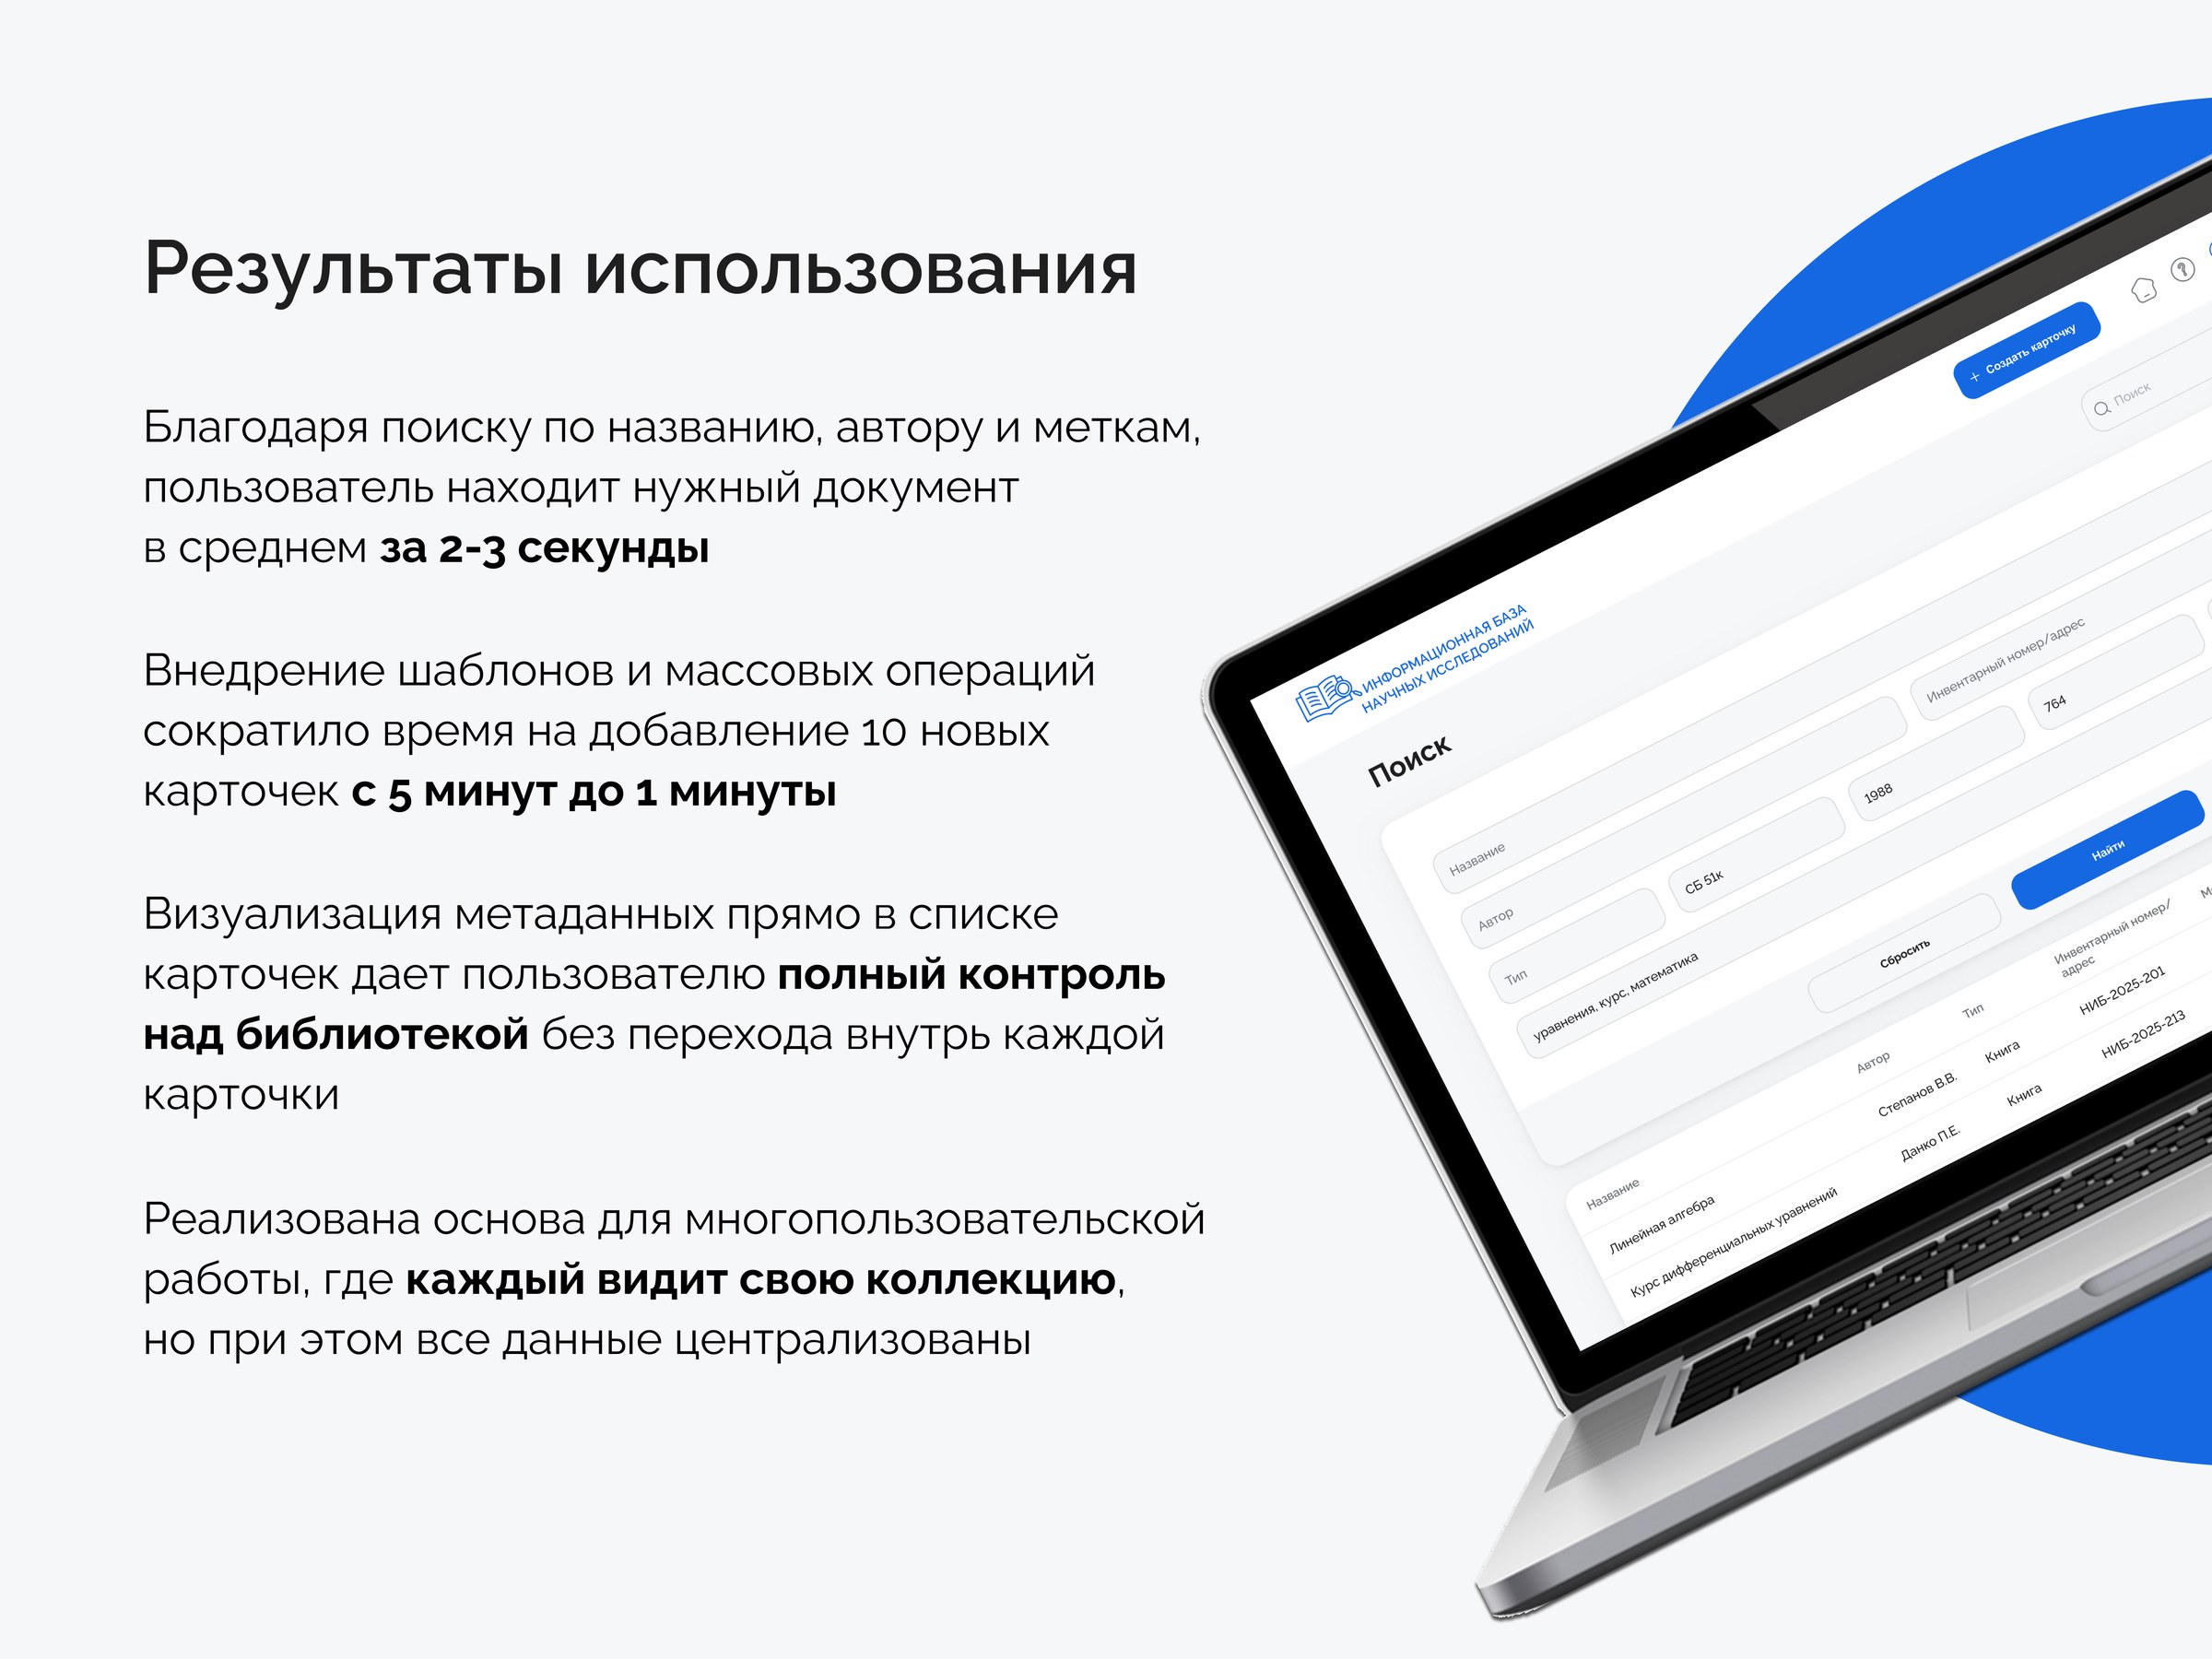 Результаты использования
Благодаря поиску по названию, автору и меткам,
пользователь находит нужный документ
в среднем за 2-3 секунды
Внедрение шаблонов и массовых операций
сократило время на добавление 10 новых
карточек с 5 минут до 1 минуты
Визуализация метаданных прямо в списке
карточек дает пользователю полный контроль
над библиотекой без перехода внутрь каждой
карточки
Реализована основа для многопользовательской
работы, где каждый видит свою коллекцию,
но при этом все данные централизованы
ИНФОРМАЦИОННАЯ БАЗА
НАУЧНЫХ ИССЛЕДОВАНИЙ
+ Создать карточку
Поиск
Поиск
Название
Автор
Инвентарный номер/адрес
Тип
СБ 51к
1988
764
уравнения, курс, математика
Сбросить
Найти
Название
Автор
Тип
Инвентарный номер/
адрес
Линейная алгебра
Степанов В.В.
Книга
НИБ-2025-201
Курс дифференциальных уравнений
Данко П.Е.
Книга
НИБ-2025-213